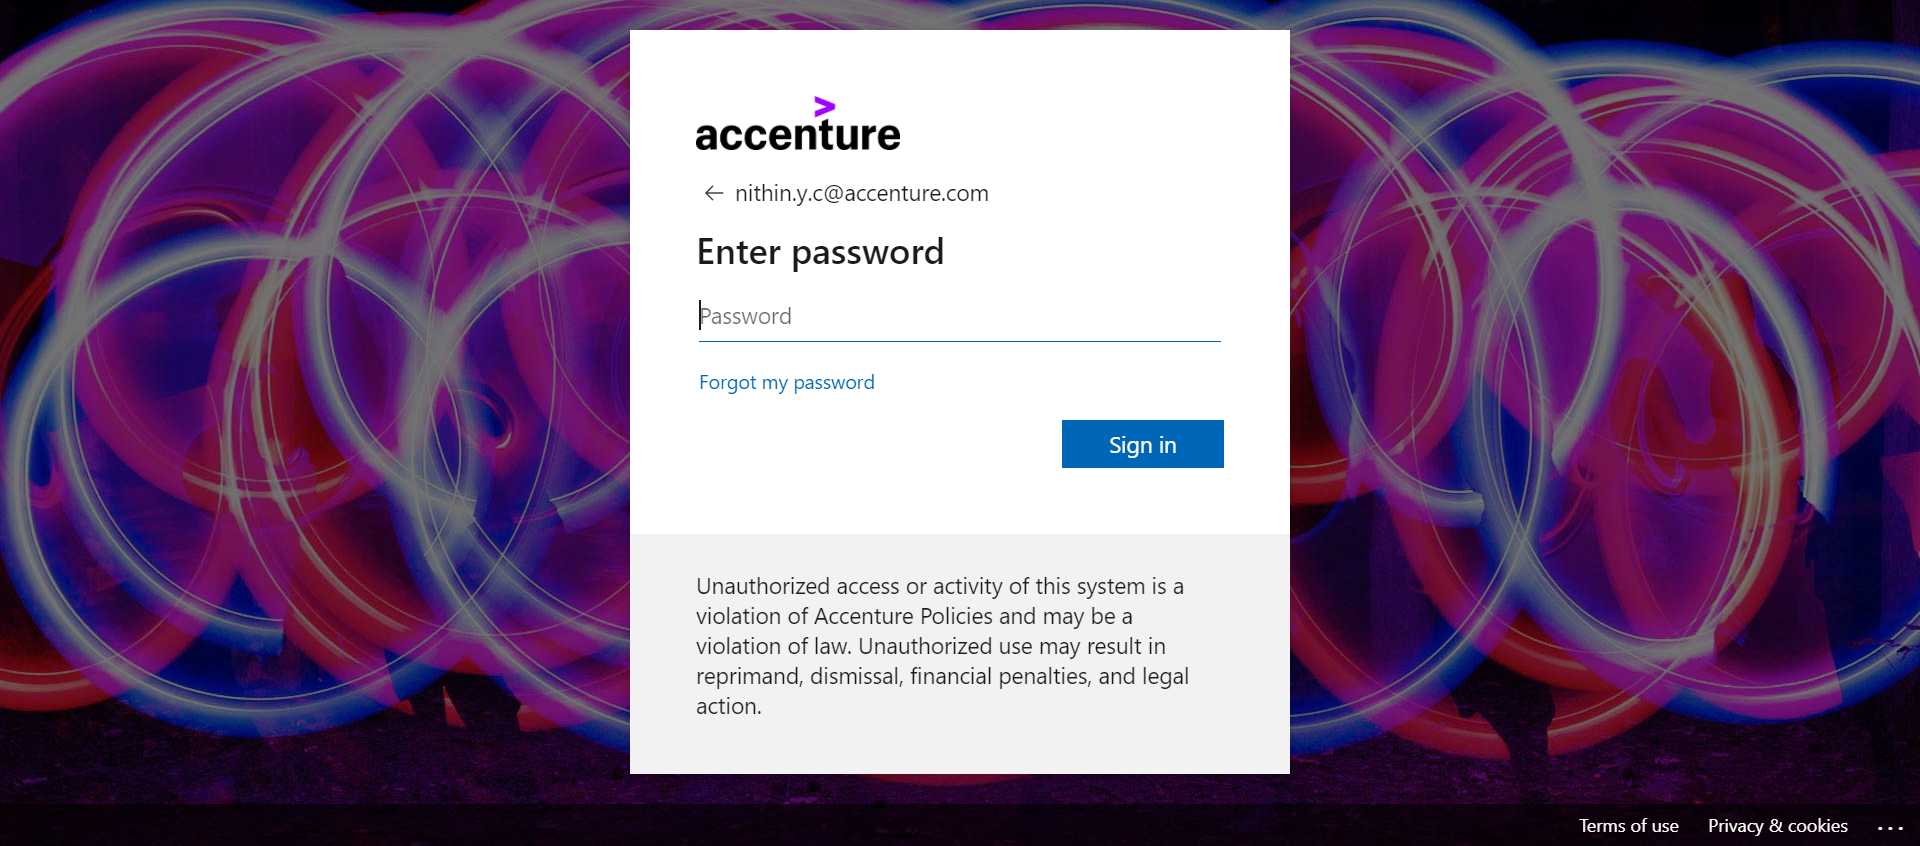 accenture
nithin.y.c@accenture.com
Enter password
Password
Forgot my password
Sign in
Unauthorized access or activity of this system is a
violation of Accenture Policies and may be a
violation of law. Unauthorized use may result in
reprimand, dismissal, financial penalties, and legal
action.
Terms of use Privacy & cookies ...